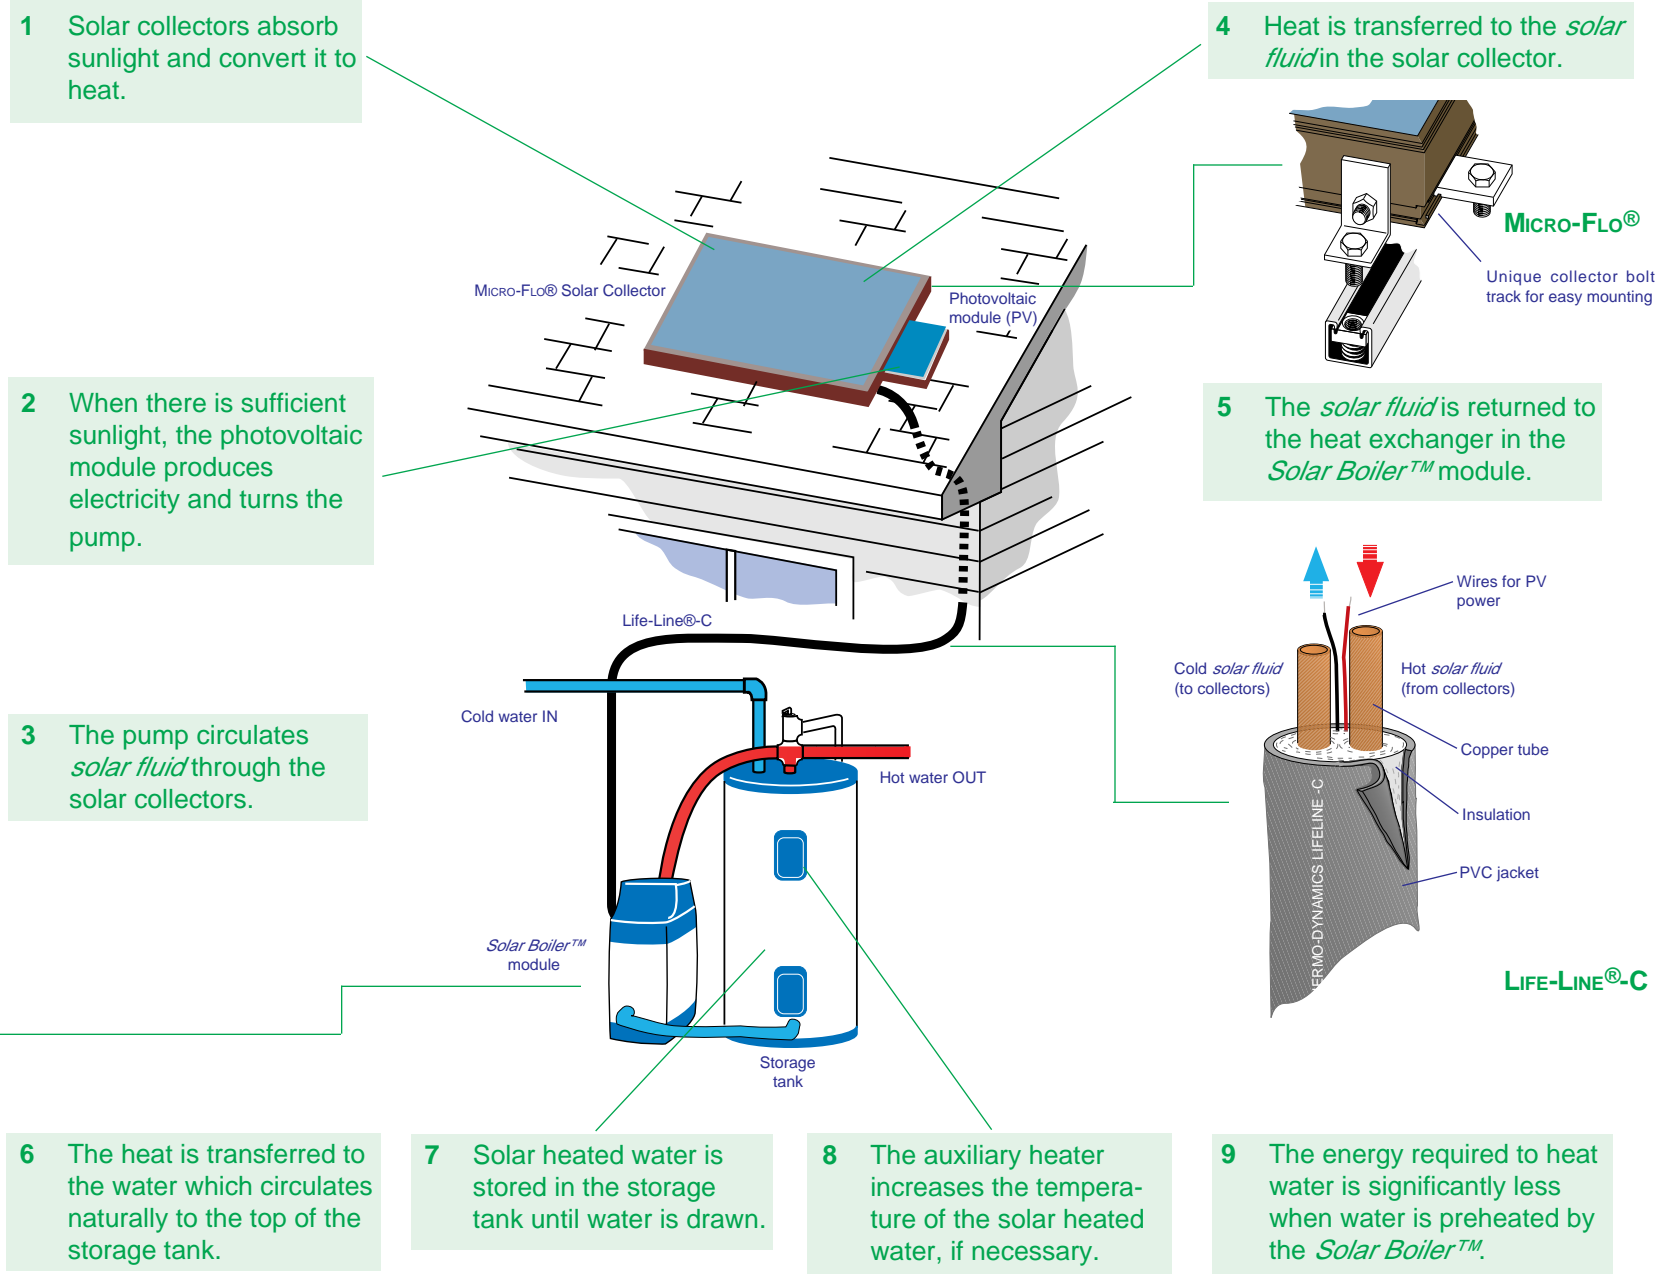 1 Solar collectors absorb
sunlight and convert it to
heat.
4 Heat is transferred to the solar
fluid in the solar collector.
MICRO-FLO®
Unique collector bolt
track for easy mounting
MICRO-FLO® Solar Collector
Photovoltaic
module (PV)
2 When there is sufficient
sunlight, the photovoltaic
module produces
electricity and turns the
pump.
5 The solar fluid is returned to
the heat exchanger in the
Solar Boiler™ module.
Wires for PV
power
Life-Line®-C
Cold solar fluid
(to collectors)
Hot solar fluid
(from collectors)
Cold water IN
3 The pump circulates
solar fluid through the
solar collectors.
Copper tube
Hot water OUT
Insulation
PVC jacket
ERMO-DYNAMICS LIFELINE -C
Solar Boiler™
module
LIFE-LINE®-C
Storage
tank
6 The heat is transferred to
the water which circulates
naturally to the top of the
storage tank.
7 Solar heated water is
stored in the storage
tank until water is drawn.
8 The auxiliary heater
increases the tempera-
ture of the solar heated
water, if necessary.
9 The energy required to heat
water is significantly less
when water is preheated by
the Solar Boiler™.